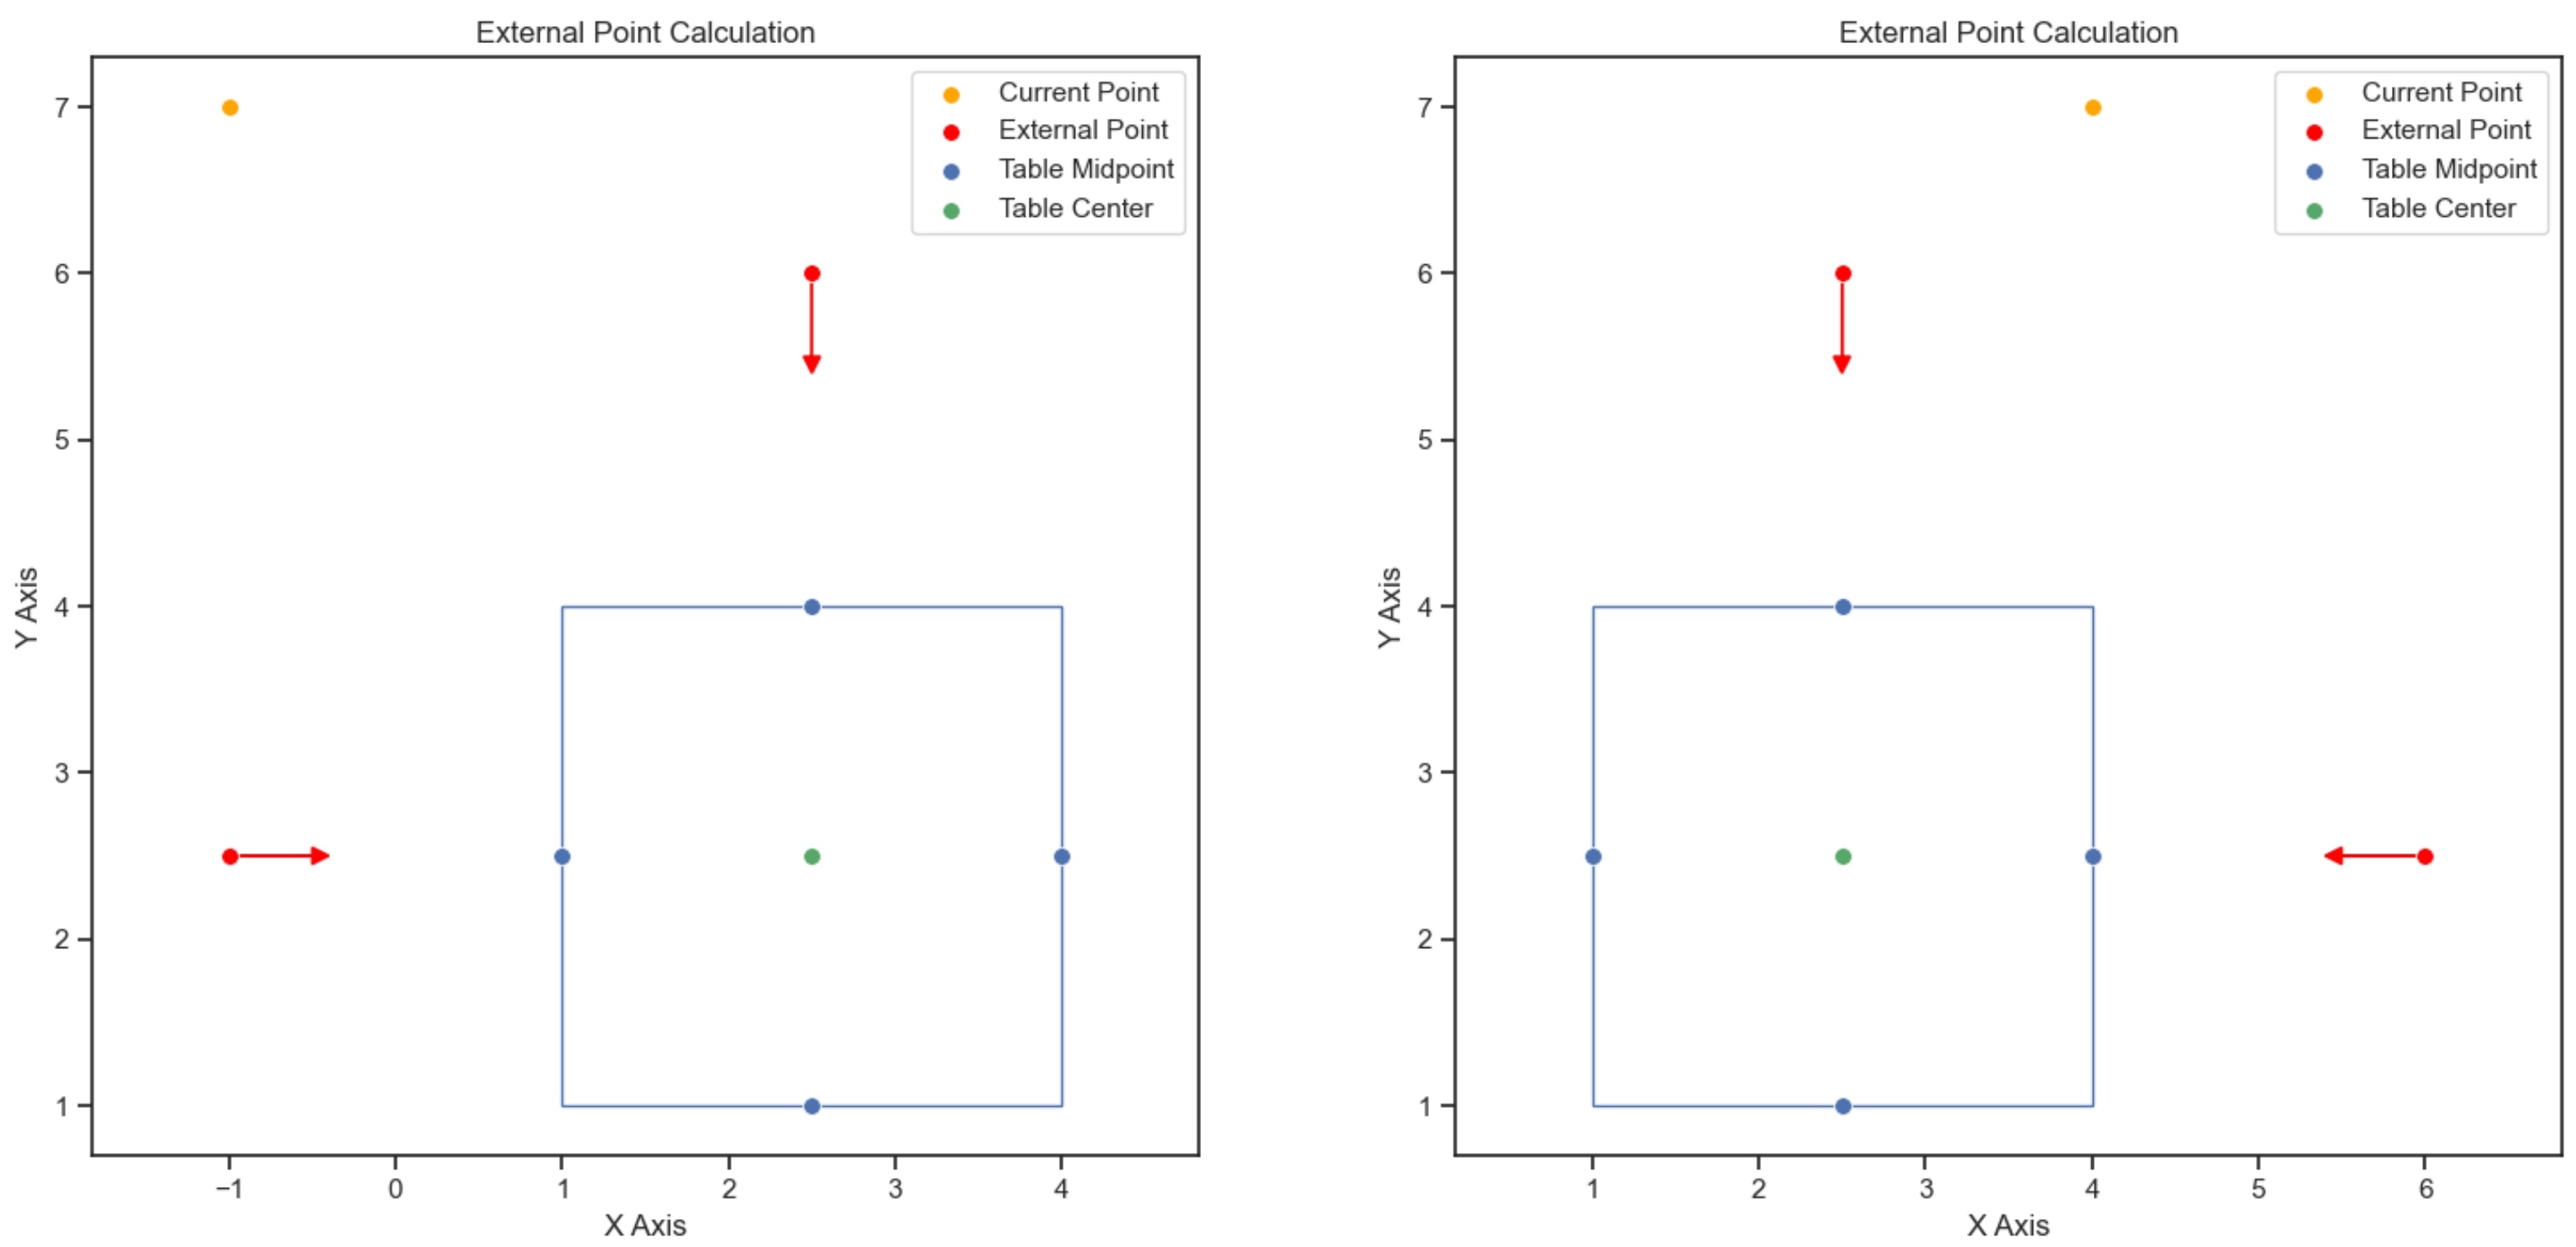 External Point Calculation
Current Point
External Point
Table Midpoint
Table Center
7
6
5
4
3
2
1
Y Axis
−1 0 1 2 3 4
X Axis
External Point Calculation
Current Point
External Point
Table Midpoint
Table Center
7
6
5
4
3
2
1
Y Axis
1 2 3 4 5 6
X Axis